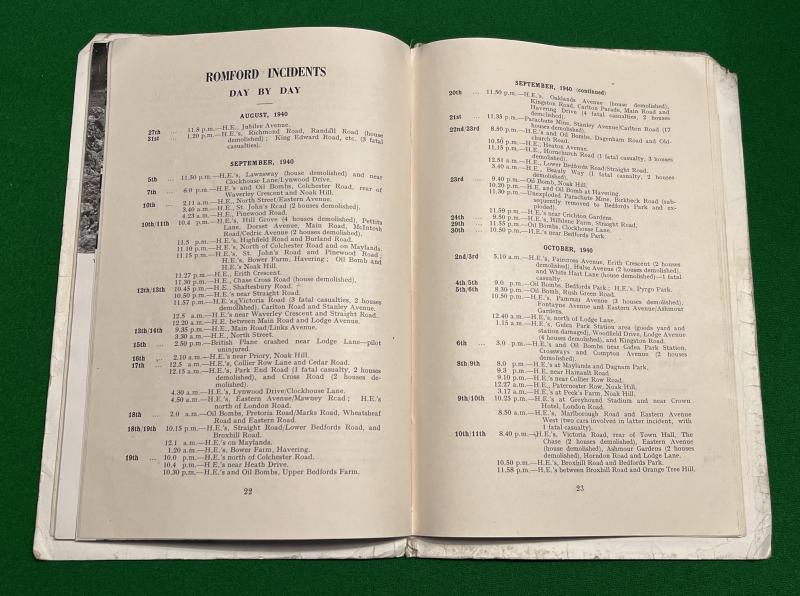 ROMFORD INCIDENTS
DAY BY DAY
AUGUST, 1940
27th ... 11.8 p.m.—H.E., Jubilee Avenue.
31st ... 1.20 p.m.—H.E.'s, Richmond Road, Randall Road (house
demolished); King Edward Road, etc. (3 fatal
casualties).
SEPTEMBER, 1940
5th ... 11.50 p.m.—H.E.'s, Lawnsway (house demolished) and near
Clockhouse Lane/Lynwood Drive.
7th ... 6.0 p.m.—H.E's and Oil Bombs, Colchester Road, rear of
Waverley Crescent and Noak Hill.
10th ... 2.11 a.m.—H.E., North Street/Eastern Avenue.
3.40 a.m.—H.E., St. John's Road (2 houses demolished).
4.23 a.m.—H.E., Pinewood Road.
10th/11th 10.4 p.m.—H.E.'s, Hill Grove (4 houses demolished), Pettits
Lane, Dorset Avenue, Main Road, McIntosh
Road/Cedric Avenue (2 houses demolished).
11.5 p.m.—H.E.'s, Highfield Road and Burland Road.
11.10 p.m.—H.E.'s, North of Colchester Road and on Maylands.
11.15 p.m.—H.E.'s, St. John's Road and Pinewood Road;
H.E.'s, Bower Farm, Havering; Oil Bomb and
H.E.'s Noak Hill.
11.27 p.m.—H.E., Erith Crescent.
11.30 p.m.—H.E., Chase Cross Road (house demolished).
12th/13th 10.45 p.m.—H.E., Shaftesbury Road.
10.50 p.m.—H.E.'s near Straight Road.
11.57 p.m.—H.E.'s, Victoria Road (3 fatal casualties, 2 houses
demolished), Carlton Road and Stanley Avenue.
12.5 a.m.—H.E.'s near Waverley Crescent and Straight Road.
12.20 a.m.—H.E., between Main Road and Lodge Avenue.
13th/14th 9.35 p.m.—H.E., Main Road/Links Avenue.
3.30 a.m.—H.E., North Street.
15th ... 2.50 p.m.—British Plane crashed near Lodge Lane—pilot
uninjured.
16th ... 2.10 a.m.—H.E.'s near Priory, Noak Hill.
17th ... 12.5 a.m.—H.E.'s, Collier Row Lane and Cedar Road.
12.15 a.m.—H.E.'s, Park End Road (1 fatal casualty, 2 houses
demolished), and Cross Road (2 houses de-
molished).
4.30 a.m.—H.E.'s, Lynwood Drive/Clockhouse Lane.
4.50 a.m.—H.E.'s, Eastern Avenue/Mawney Road; H.E.'s
north of London Road.
18th ... 2.0 a.m.—Oil Bombs, Pretoria Road/Marks Road, Wheatsheaf
Road and Eastern Road.
18th/19th 10.15 p.m.—H.E.'s, Straight Road/Lower Bedfords Road, and
Broxhill Road.
12.1 a.m.—H.E.'s on Maylands.
1.20 a.m.—H.E.'s, Bower Farm, Havering.
19th ... 10.0 p.m.—H.E.'s north of Colchester Road.
10.4 p.m.—H.E.'s near Heath Drive.
10.30 p.m.—H.E.'s and Oil Bombs, Upper Bedfords Farm.
22
SEPTEMBER, 1940 (continued)
20th ... 11.50 p.m.—H.E.'s, Oaklands Avenue (house demolished),
Kingston Road, Carlton Parade, Main Road and
Havering Drive (4 fatal casualties, 2 houses
demolished).
21st ... 11.35 p.m.—Parachute Mine, Stanley Avenue/Carlton Road (17
houses demolished).
22nd/23rd 8.50 p.m.—H.E.'s and Oil Bombs, Dagenham Road and Old-
church Road.
10.50 p.m.—H.E., Heaton Avenue.
11.15 p.m.—H.E., Hornchurch Road (1 fatal casualty, 3 houses
demolished).
12.51 a.m.—H.E., Lower Bedfords Road/Straight Road.
3.40 a.m.—H.E., Beauly Way (1 fatal casualty, 2 houses
demolished).
23rd ... 9.40 p.m.—Oil Bomb, Noak Hill.
10.20 p.m.—H.E. and Oil Bomb at Havering.
11.30 p.m.—Unexploded Parachute Mine, Birkbeck Road (sub-
sequently removed to Bedfords Park and ex-
ploded).
11.59 p.m.—H.E.'s near Crichton Gardens.
24th ... 9.50 p.m.—H.E.'s, Hilldene Farm, Straight Road.
29th ... 11.55 p.m.—Oil Bombs, Clockhouse Lane.
30th ... 10.50 p.m.—H.E.'s near Bedfords Park.
OCTOBER, 1940
2nd/3rd 5.10 a.m.—H.E.'s, Faircross Avenue, Erith Crescent (2 houses
demolished), Hulse Avenue (2 houses demolished),
and White Hart Lane (house demolished)—1 fatal
casualty.
4th/5th 9.0 p.m.—Oil Bombs, Bedfords Park; H.E.'s, Pyrgo Park.
5th/6th 8.30 p.m.—Oil Bomb, Rush Green Road.
10.50 p.m.—H.E.'s, Pammay Avenue (3 houses demolished),
Fontayne Avenue and Eastern Avenue/Ashmour
Gardens.
12.40 a.m.—H.E.'s, north of Lodge Lane.
1.15 a.m.—H.E.'s, Gidea Park Station area (goods yard and
station damaged), Woodfield Drive, Lodge Avenue
(4 houses demolished), and Kingston Road.
6th ... 3.0 p.m.—H.E's and Oil Bombs near Gidea Park Station,
Crossways and Compton Avenue (2 houses
demolished).
8th/9th 8.0 p.m.—H.E's at Maylands and Dagnam Park.
9.3 p.m.—H.E. near Hainault Road.
9.10 p.m.—H.E's near Collier Row Road.
12.27 a.m.—H.E., Paternoster Row, Noak Hill.
3.17 a.m.—H.E.'s at Peek's Farm, Noak Hill.
9th/10th 10.25 p.m.—H.E.'s at Greyhound Stadium and near Crown
Hotel, London Road.
8.50 a.m.—H.E.'s, Marlborough Road and Eastern Avenue
West (two cars involved in latter incident, with
1 fatal casualty).
10th/11th 8.40 p.m.—H.E.'s, Victoria Road, rear of Town Hall, The
Chase (2 houses demolished), Eastern Avenue
(house demolished), Ashmour Gardens (2 houses
demolished), Horndon Road and Lodge Lane.
10.50 p.m.—H.E.'s, Broxhill Road and Bedfords Park.
11.58 p.m.—H.E.'s between Broxhill Road and Orange Tree Hill.
23